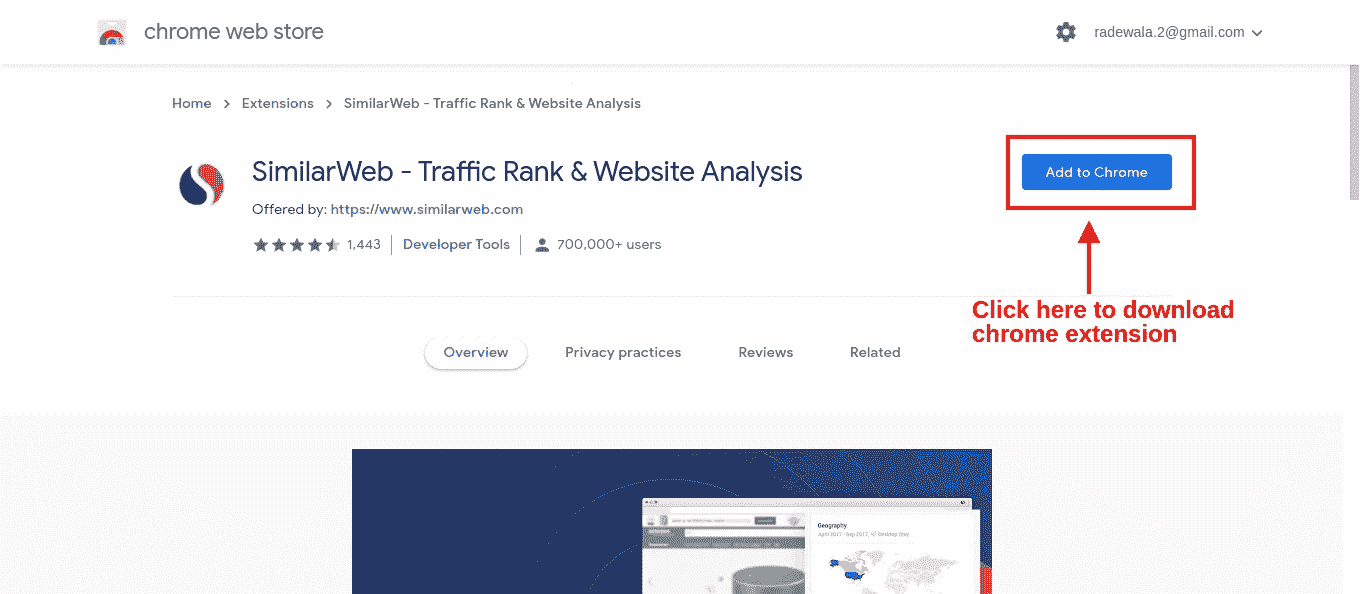 chrome web store
radewala.2@gmail.com
Home > Extensions > SimilarWeb - Traffic Rank & Website Analysis
SimilarWeb - Traffic Rank & Website Analysis
Add to Chrome
Offered by: https://www.similarweb.com
1,443 | Developer Tools | 700,000+ users
Click here to download
chrome extension
Overview
Privacy practices
Reviews
Related
Geography
April 2017 - Sep 2017, Desktop Only